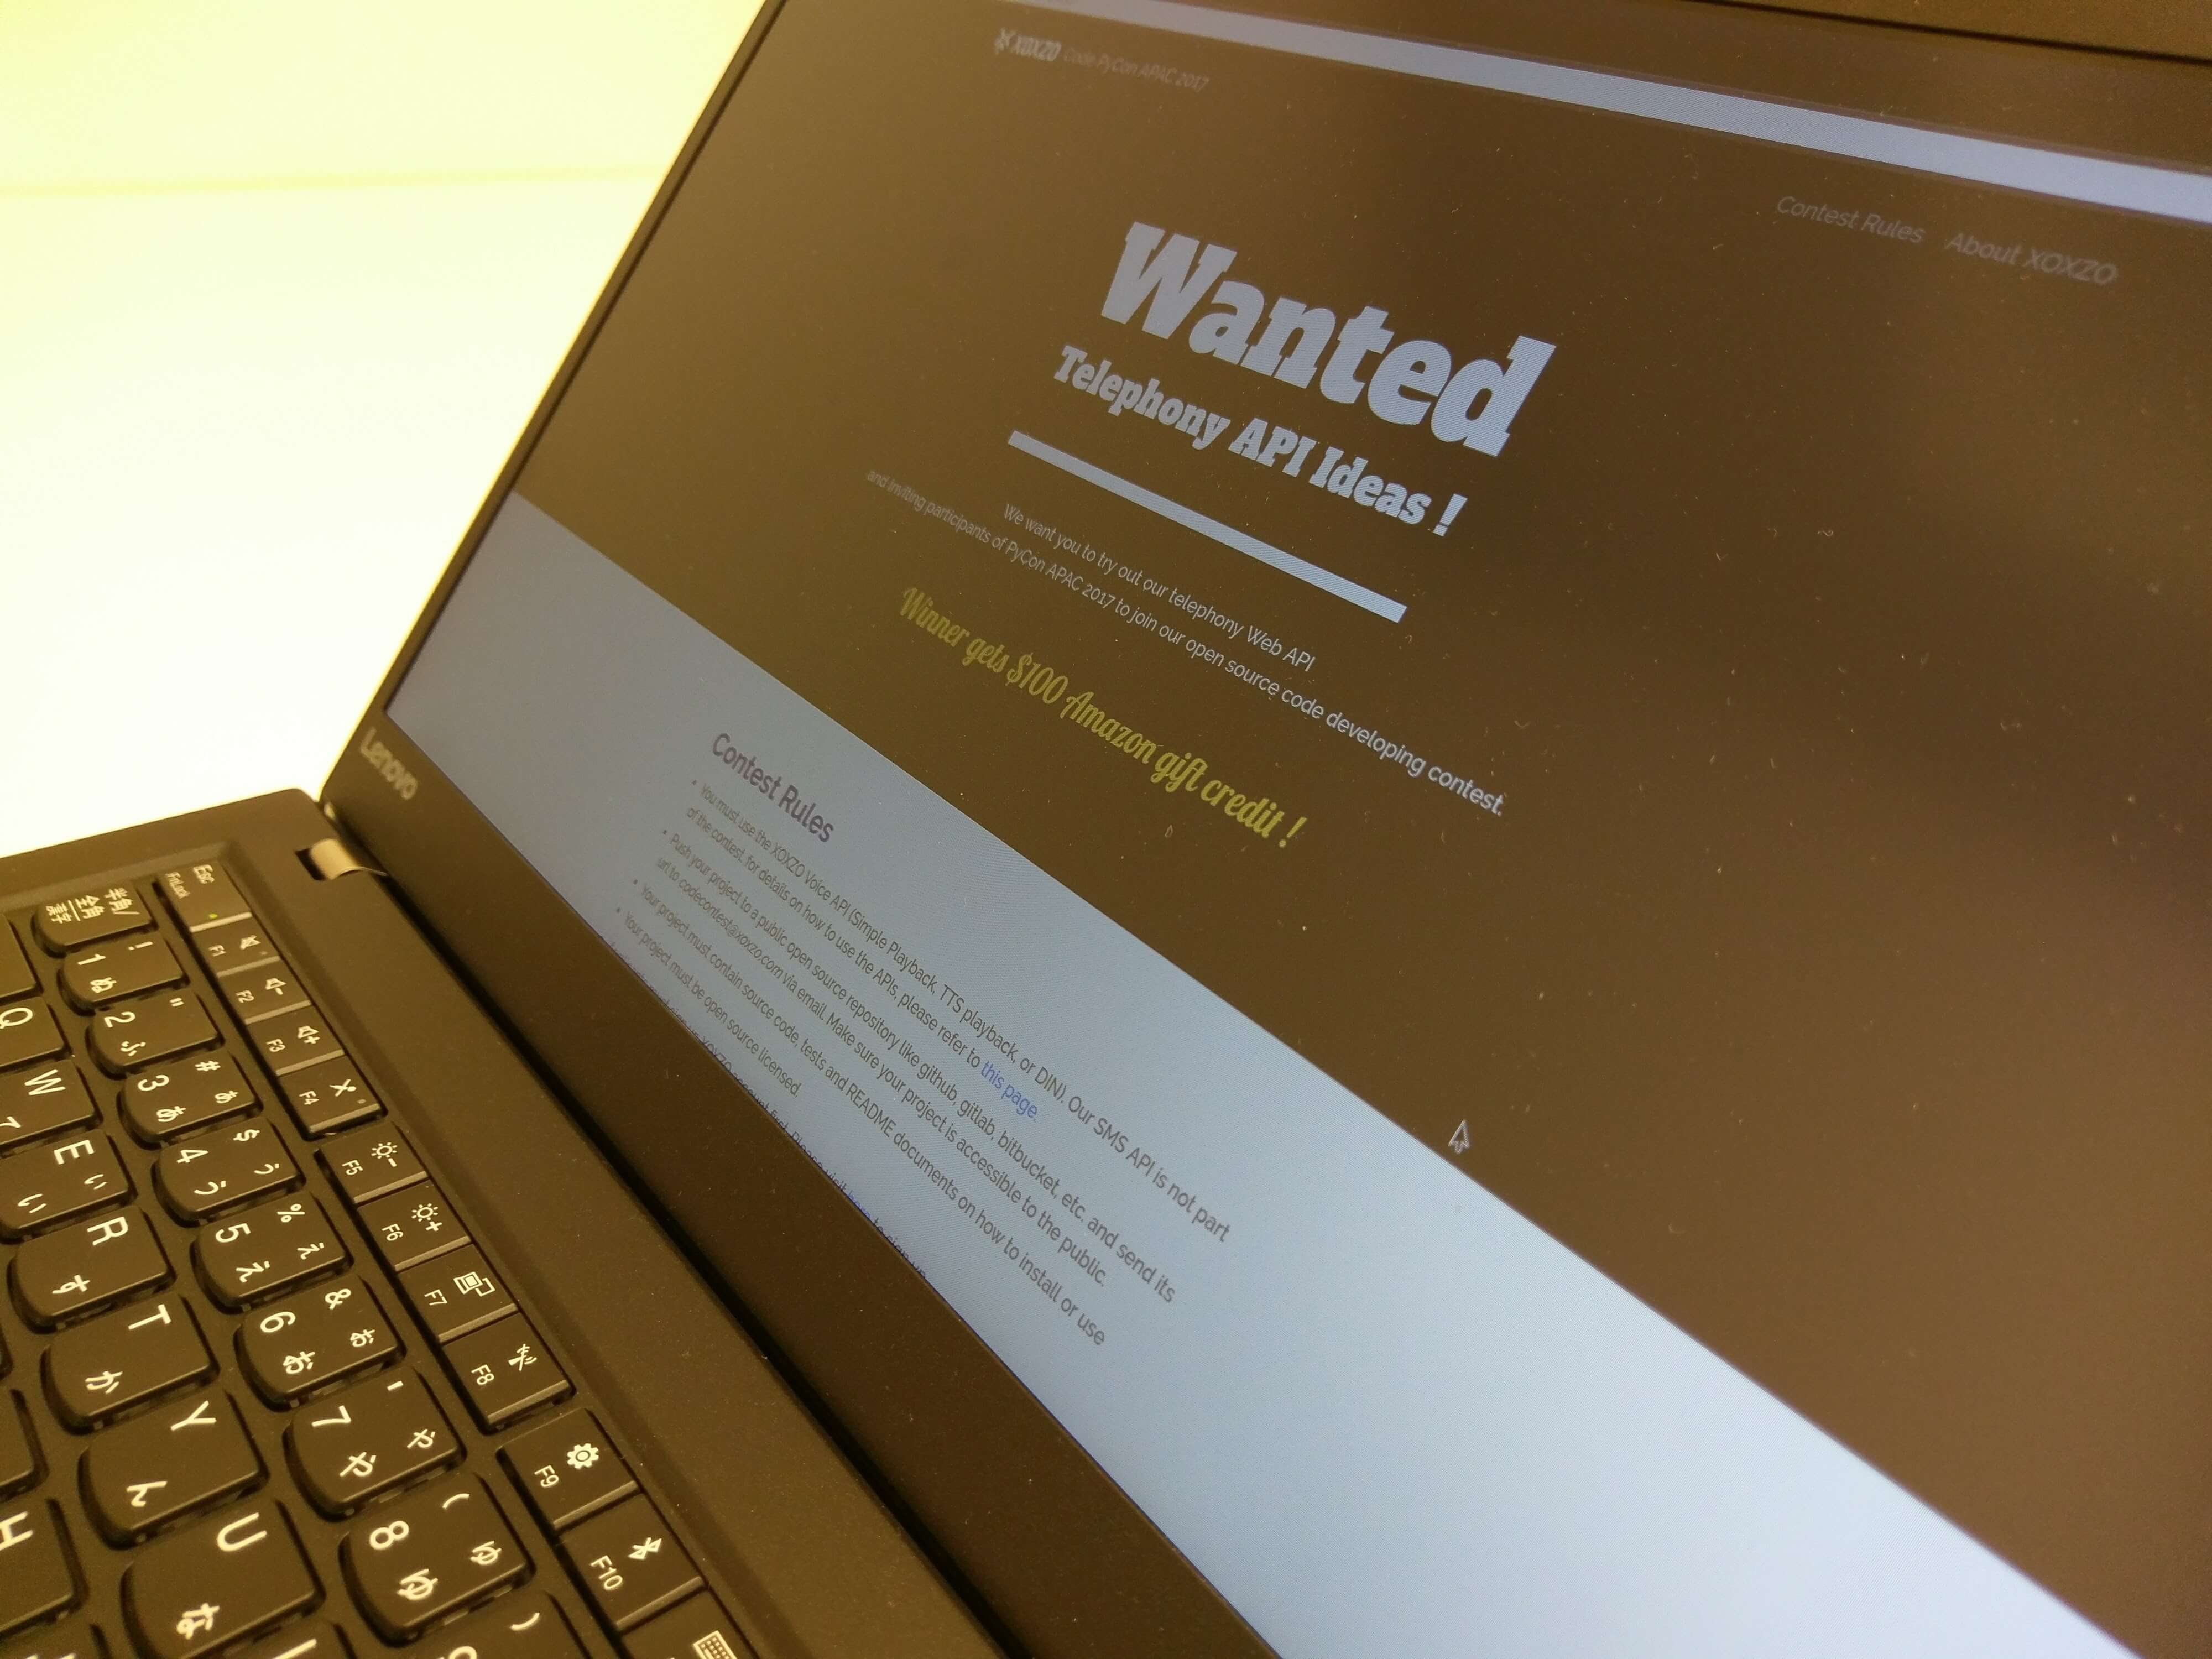 XOXZO Code PyCon APAC 2017
Contest Rules About XOXZO
Wanted
Telephony API Ideas !
We want you to try out our telephony Web API
and inviting participants of PyCon APAC 2017 to join our open source code developing contest.
Winner gets $100 Amazon gift credit !
Contest Rules
• You must use the XOXZO Voice API (Simple Playback, TTS playback, or DIN). Our SMS API is not part
of the contest, for details on how to use the APIs, please refer to this page.
• Push your project to a public open source repository like github, gitlab, bitbucket, etc. and send its
url to codecontest@xoxzo.com via email. Make sure your project is accessible to the public.
• Your project must contain source code, tests and README documents on how to install or use
• Your project must be open source licensed.
Lenovo
Esc FnLock
F1 F2 F3 F4 F5 F6 F7 F8 F9 F10
半角/ 全角 漢字
! 1 ぬ
" 2 ふ
# 3 ぁ あ
$ 4 ぅ う
% 5 ぇ え
& 6 ぉ お
' 7 ゃ や
( 8 ゅ ゆ
)
Q
W
E ぃ い
R す
T か
Y ん
U な
H